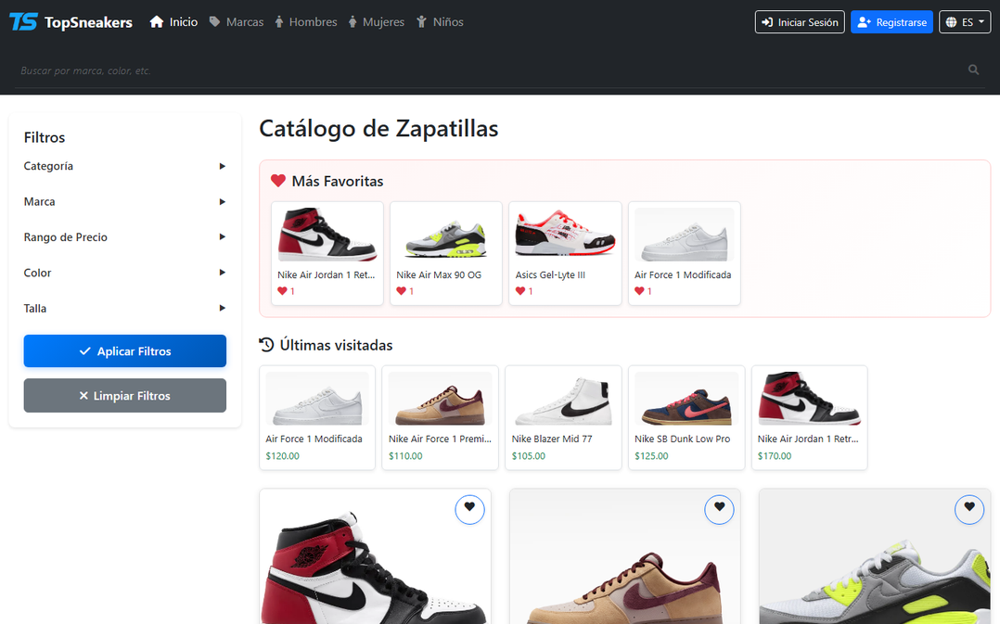 TS TopSneakers Inicio Marcas Hombres Mujeres Niños Iniciar Sesión Registrarse ES
Buscar por marca, color, etc.
Filtros
Categoría
Marca
Rango de Precio
Color
Talla
Aplicar Filtros
Limpiar Filtros
Catálogo de Zapatillas
Más Favoritas
Nike Air Jordan 1 Ret... Nike Air Max 90 OG Asics Gel-Lyte III Air Force 1 Modificada
1 1 1 1
Últimas visitadas
Air Force 1 Modificada Nike Air Force 1 Premi... Nike Blazer Mid 77 Nike SB Dunk Low Pro Nike Air Jordan 1 Retr...
$120.00 $110.00 $105.00 $125.00 $170.00